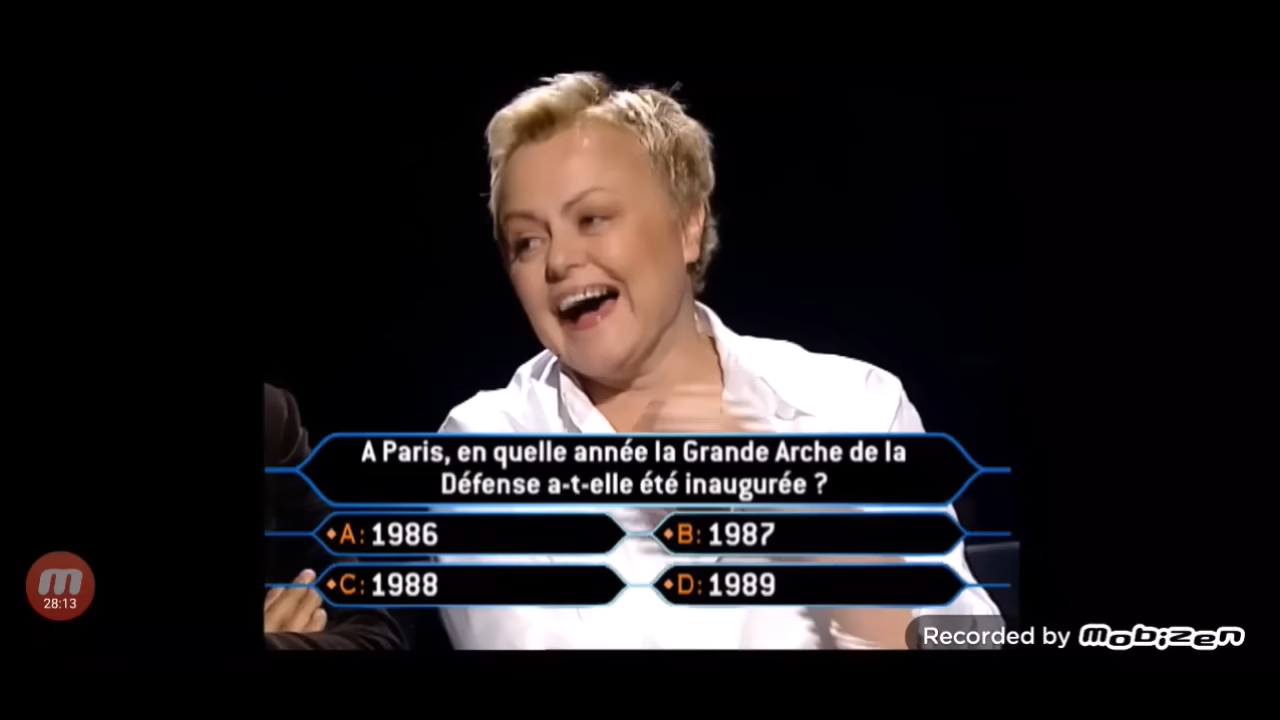 A Paris, en quelle année la Grande Arche de la
Défense a-t-elle été inaugurée ?
A: 1986
B: 1987
C: 1988
D: 1989
28:13
Recorded by mobizen